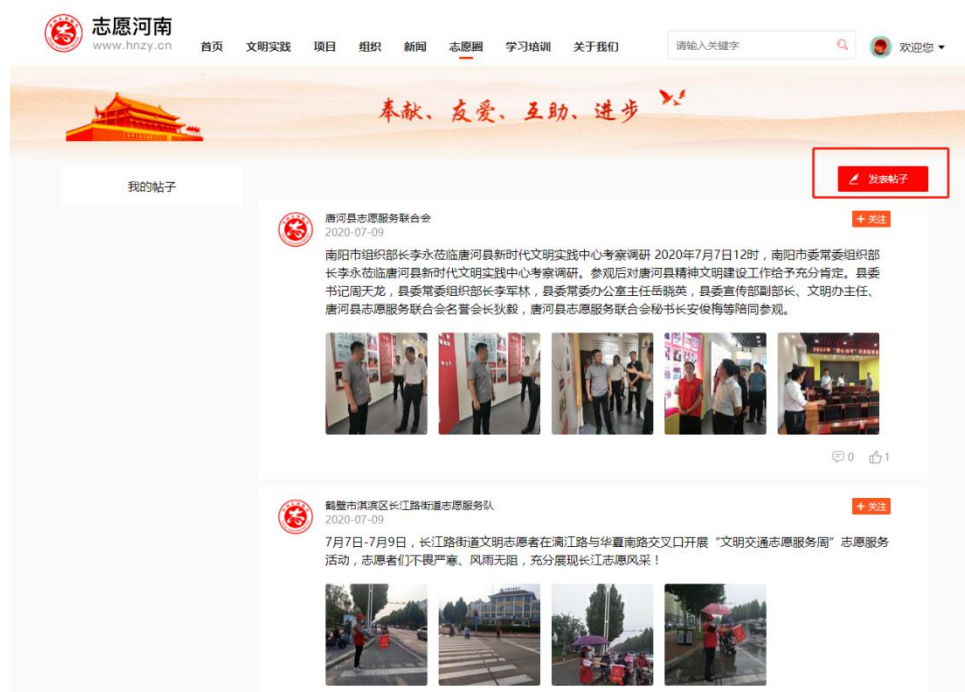 志愿河南
www.hnzy.cn
首页 文明实践 项目 组织 新闻 志愿圈 学习培训 关于我们 请输入关键字 欢迎您
奉献、友爱、互助、进步
我的帖子
发表帖子
唐河县志愿服务联合会
+ 关注
2020-07-09
南阳市组织部长李永莅临唐河县新时代文明实践中心考察调研 2020年7月7日12时，南阳市委常委组织部
长李永莅临唐河县新时代文明实践中心考察调研。参观后对唐河县精神文明建设工作给予充分肯定。县委
书记周天龙，县委常委组织部长李军林，县委常委办公室主任岳晓英，县委宣传部副部长、文明办主任、
唐河县志愿服务联合会名誉会长狄毅，唐河县志愿服务联合会秘书长安俊梅等陪同参观。
0 1
鹤壁市淇滨区长江路街道志愿服务队
+ 关注
2020-07-09
7月7日-7月9日，长江路街道文明志愿者在漓江路与华夏南路交叉口开展“文明交通志愿服务周”志愿服务
活动，志愿者们不畏严寒、风雨无阻，充分展现长江志愿风采！